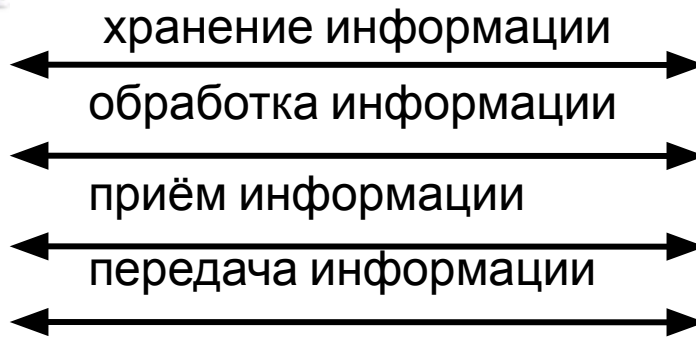 хранение информации
обработка информации
приём информации
передача информации